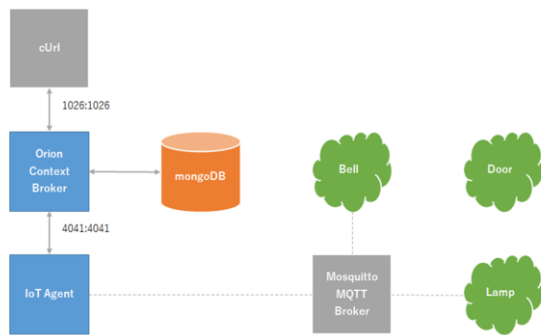 cUrl
1026:1026
Orion
Context
Broker
mongoDB
Bell
Door
4041:4041
IoT Agent
Mosquitto
MQTT
Broker
Lamp